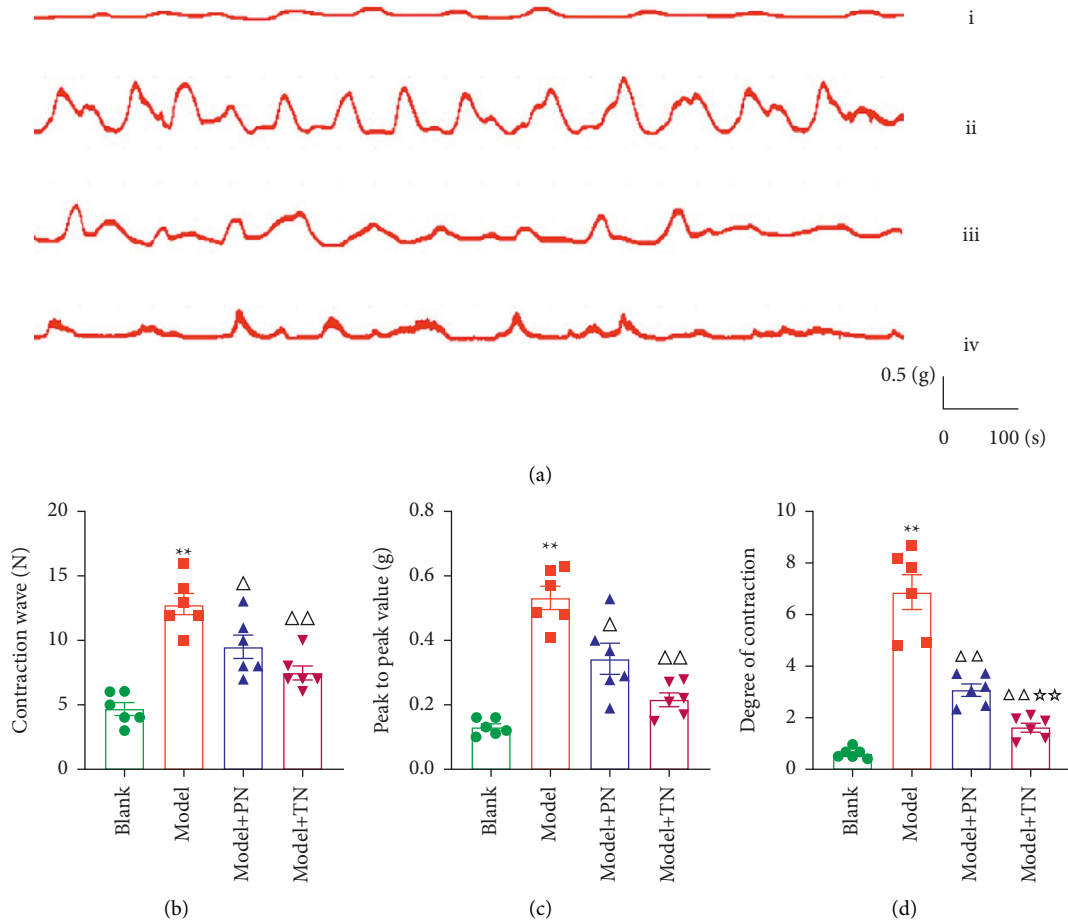 i
ii
iii
iv
0.5 (g)
0 100 (s)
(a)
Contraction wave (N)
20
15
10
5
0
**
△
△△
Blank
Model
Model+PN
Model+TN
(b)
Peak to peak value (g)
0.8
0.6
0.4
0.2
0.0
**
△
△△
Blank
Model
Model+PN
Model+TN
(c)
Degree of contraction
10
8
6
4
2
0
**
△△
△△☆☆
Blank
Model
Model+PN
Model+TN
(d)